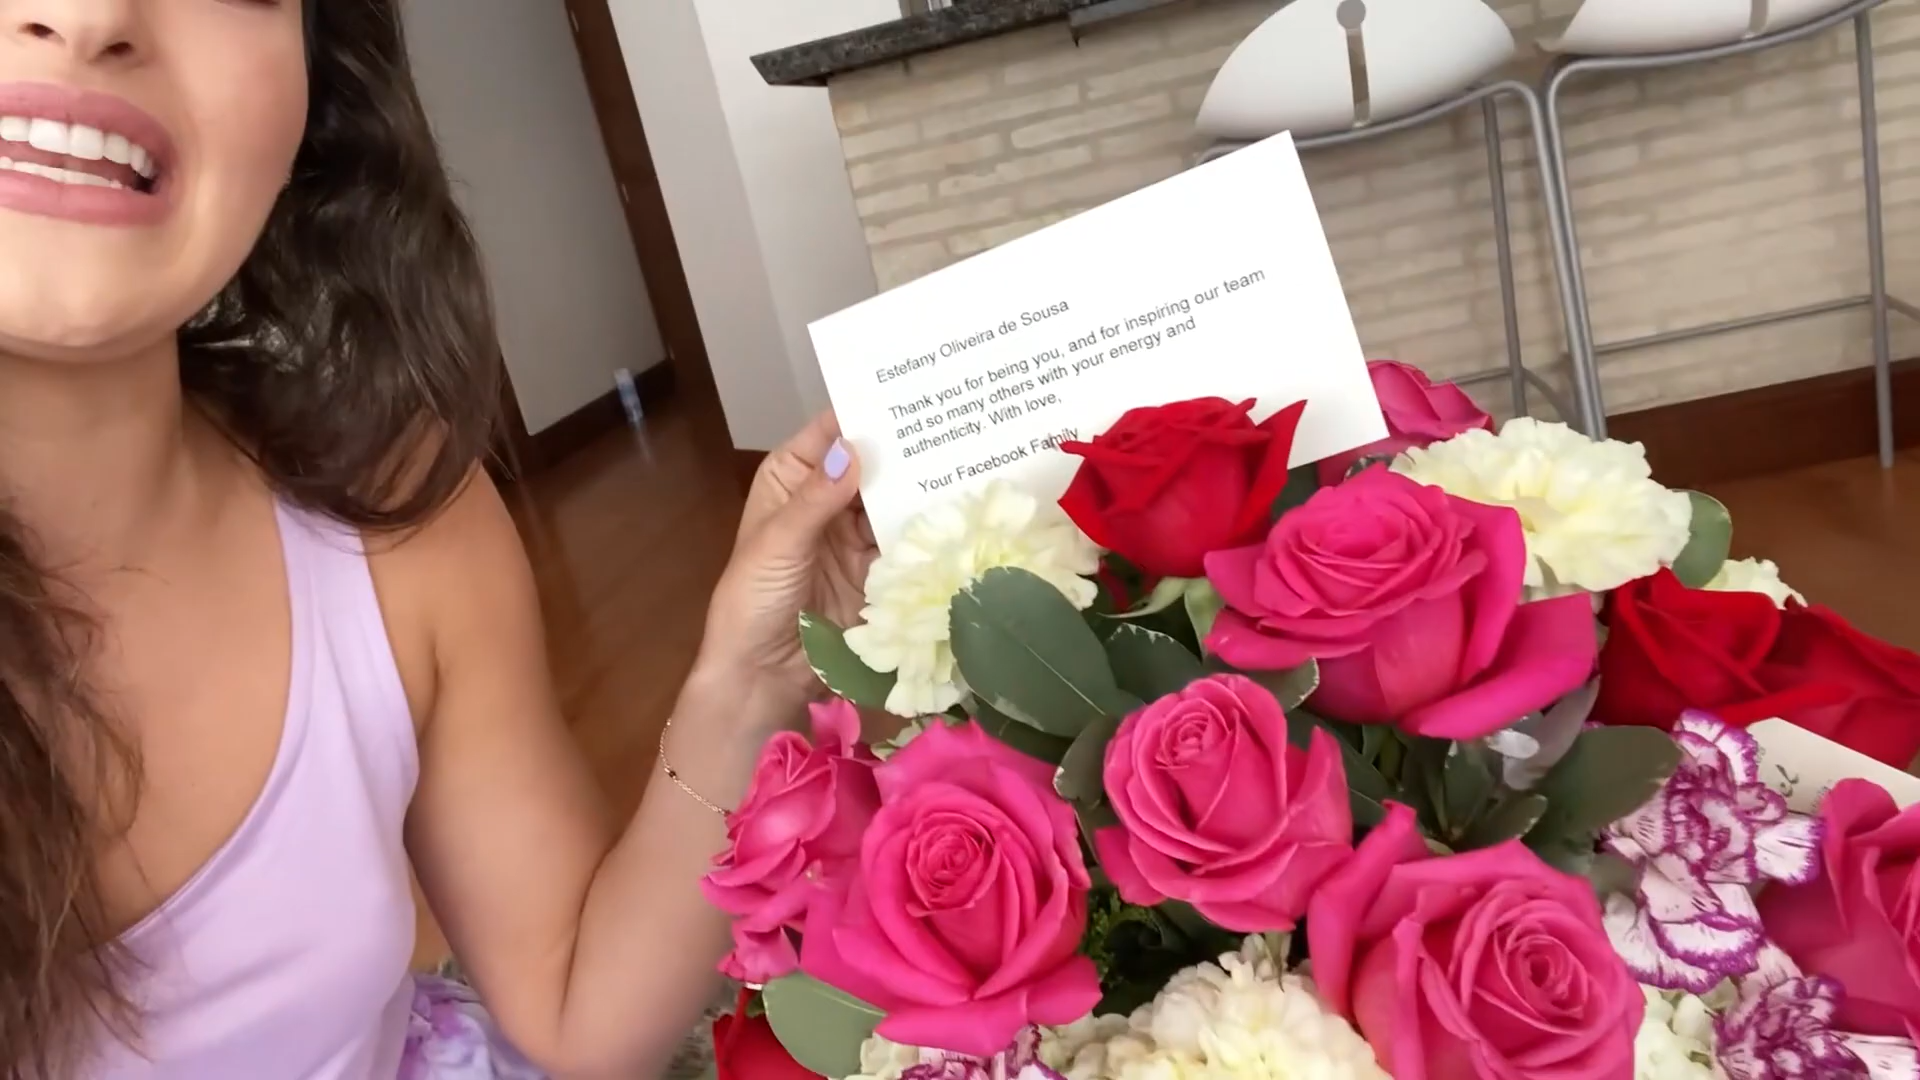 Estefany Oliveira de Sousa
Thank you for being you, and for inspiring our team
and so many others with your energy and
authenticity. With love,
Your Facebook Family